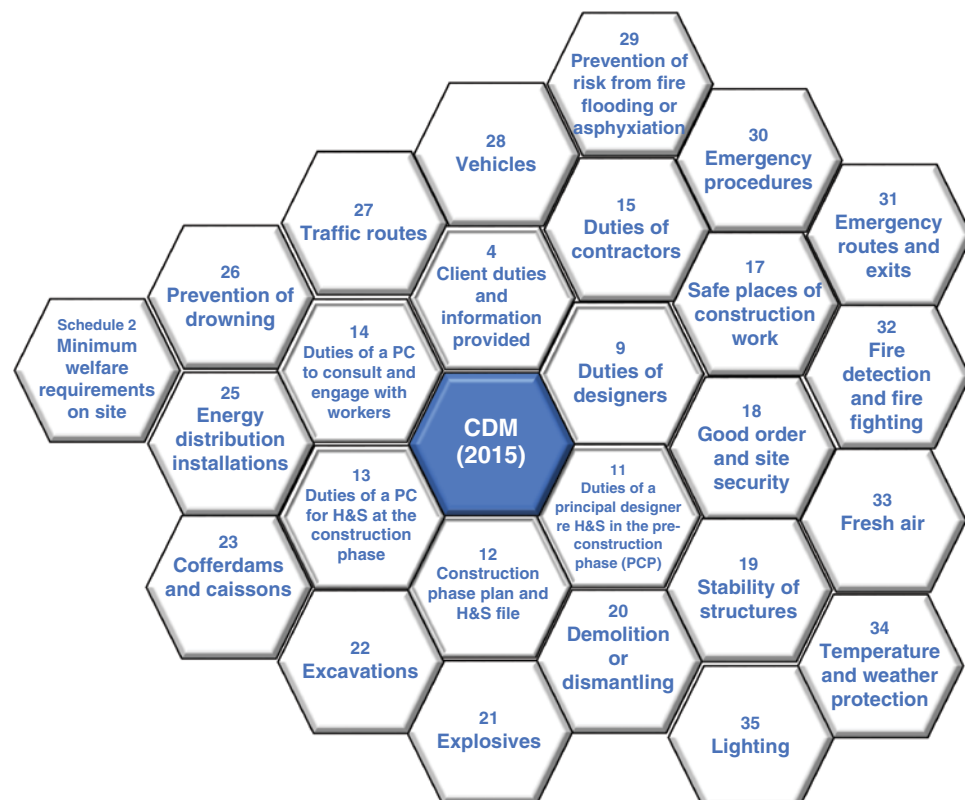 29
Prevention of
risk from fire
flooding or
asphyxiation
28
Vehicles
30
Emergency
procedures
27
Traffic routes
15
Duties of
contractors
31
Emergency
routes and
exits
26
Prevention of
drowning
4
Client duties
and
information
provided
17
Safe places of
construction
work
Schedule 2
Minimum
welfare
requirements
on site
14
Duties of a PC
to consult and
engage with
workers
9
Duties of
designers
32
Fire
detection
and fire
fighting
25
Energy
distribution
installations
CDM
(2015)
18
Good order
and site
security
13
Duties of a PC
for H&S at the
construction
phase
11
Duties of a
principal designer
re H&S in the pre-
construction
phase (PCP)
33
Fresh air
23
Cofferdams
and caissons
12
Construction
phase plan and
H&S file
19
Stability of
structures
22
Excavations
20
Demolition
or
dismantling
34
Temperature
and weather
protection
21
Explosives
35
Lighting